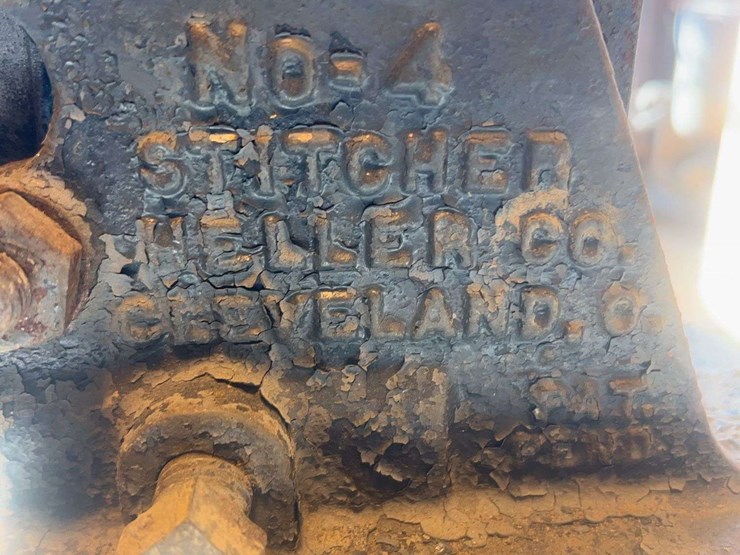 NO=4
STITCHER
HELLER CO.
CLEVELAND. O.